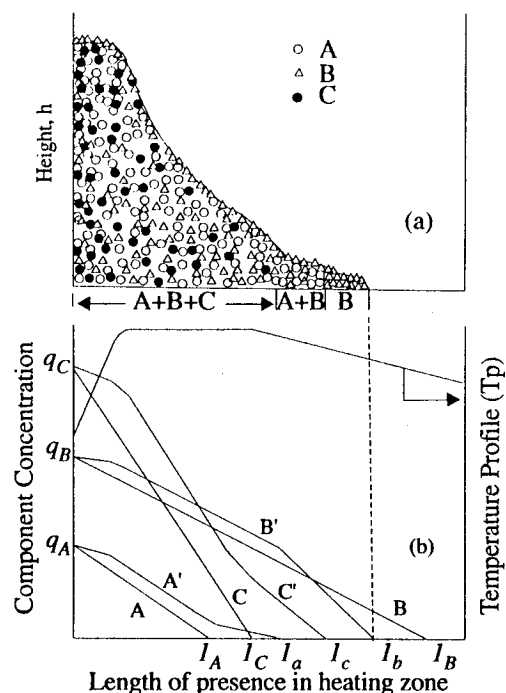 A
B
C
Height, h
(a)
A+B+C
A+B
B
q_C
q_B
q_A
Component Concentration
Temperature Profile (Tp)
B'
(b)
A'
A
C
C'
B
l_A
l_C
l_a
l_c
l_b
l_B
Length of presence in heating zone